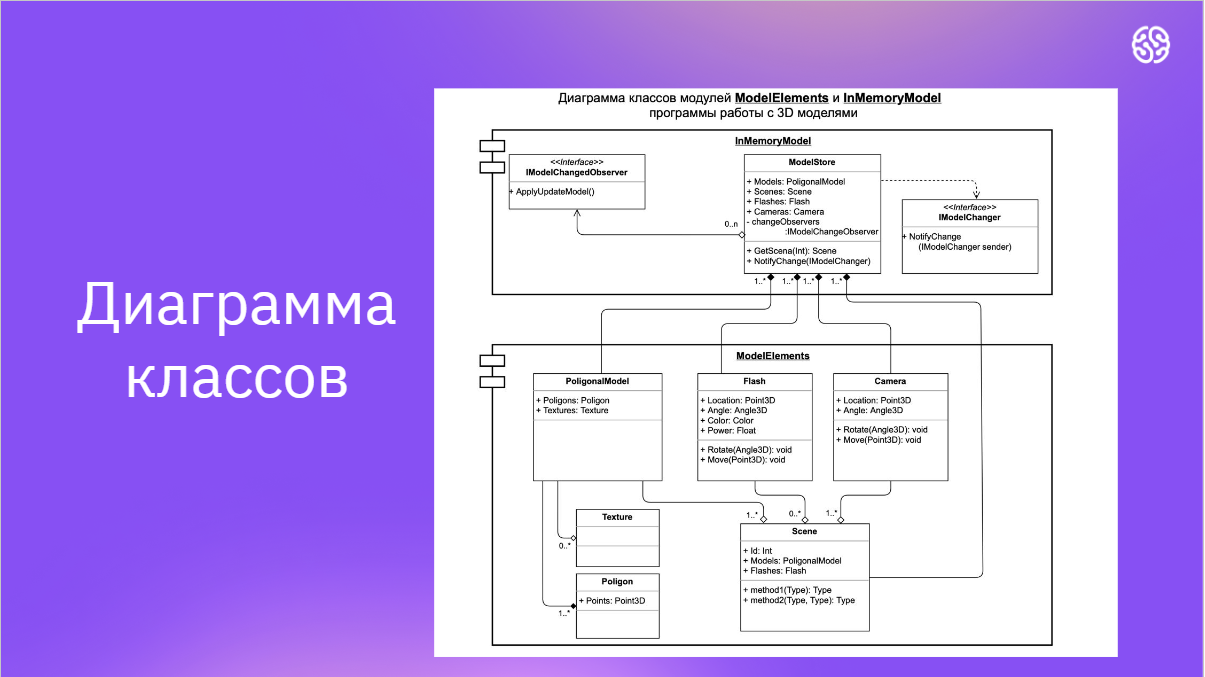 Диаграмма
классов
Диаграмма классов модулей ModelElements и InMemoryModel
программы работы с 3D моделями
InMemoryModel
<<Interface>>
IModelChangedObserver
+ ApplyUpdateModel()
ModelStore
+ Models: PoligonalModel
+ Scenes: Scene
+ Flashes: Flash
+ Cameras: Camera
- changeObservers
:IModelChangeObserver
+ GetScena(Int): Scene
+ NotifyChange(IModelChanger)
<<Interface>>
IModelChanger
+ NotifyChange
(IModelChanger sender)
0..n
1..*
1..*
1..*
1..*
ModelElements
PoligonalModel
+ Poligons: Poligon
+ Textures: Texture
Flash
+ Location: Point3D
+ Angle: Angle3D
+ Color: Color
+ Power: Float
+ Rotate(Angle3D): void
+ Move(Point3D): void
Camera
+ Location: Point3D
+ Angle: Angle3D
+ Rotate(Angle3D): void
+ Move(Point3D): void
Texture
0..*
Poligon
+ Points: Point3D
1..*
1..*
0..*
1..*
Scene
+ Id: Int
+ Models: PoligonalModel
+ Flashes: Flash
+ method1(Type): Type
+ method2(Type, Type): Type